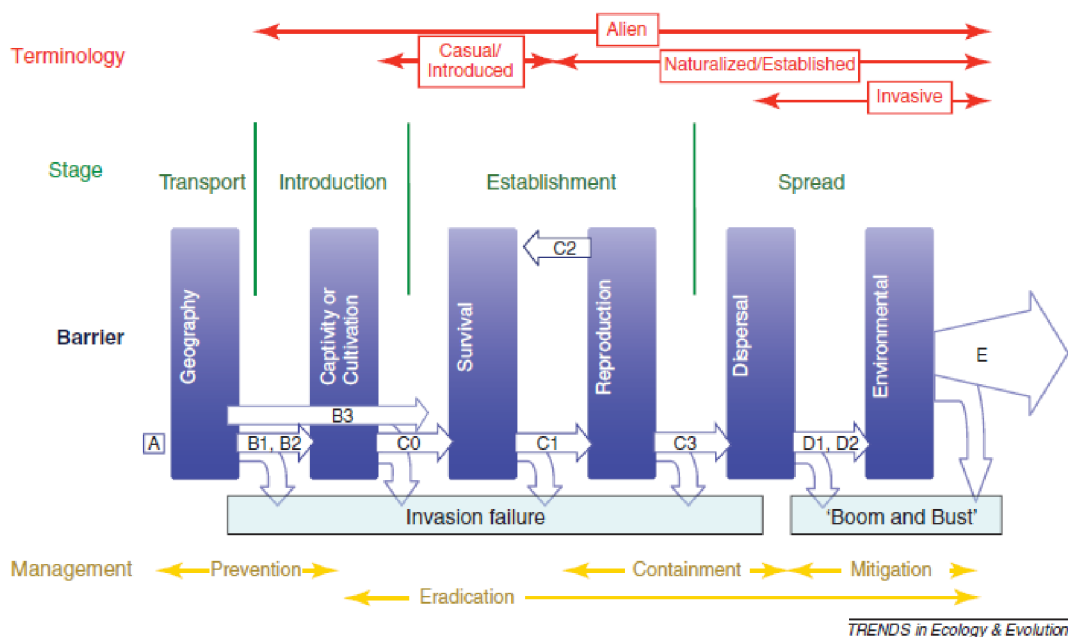 Alien
Terminology
Casual/
Introduced
Naturalized/Established
Invasive
Stage
Transport
Introduction
Establishment
Spread
C2
Barrier
Geography
Captivity or
Cultivation
Survival
Reproduction
Dispersal
Environmental
E
B3
A
B1, B2
C0
C1
C3
D1, D2
Invasion failure
'Boom and Bust'
Management
Prevention
Containment
Mitigation
Eradication
TRENDS in Ecology & Evolution